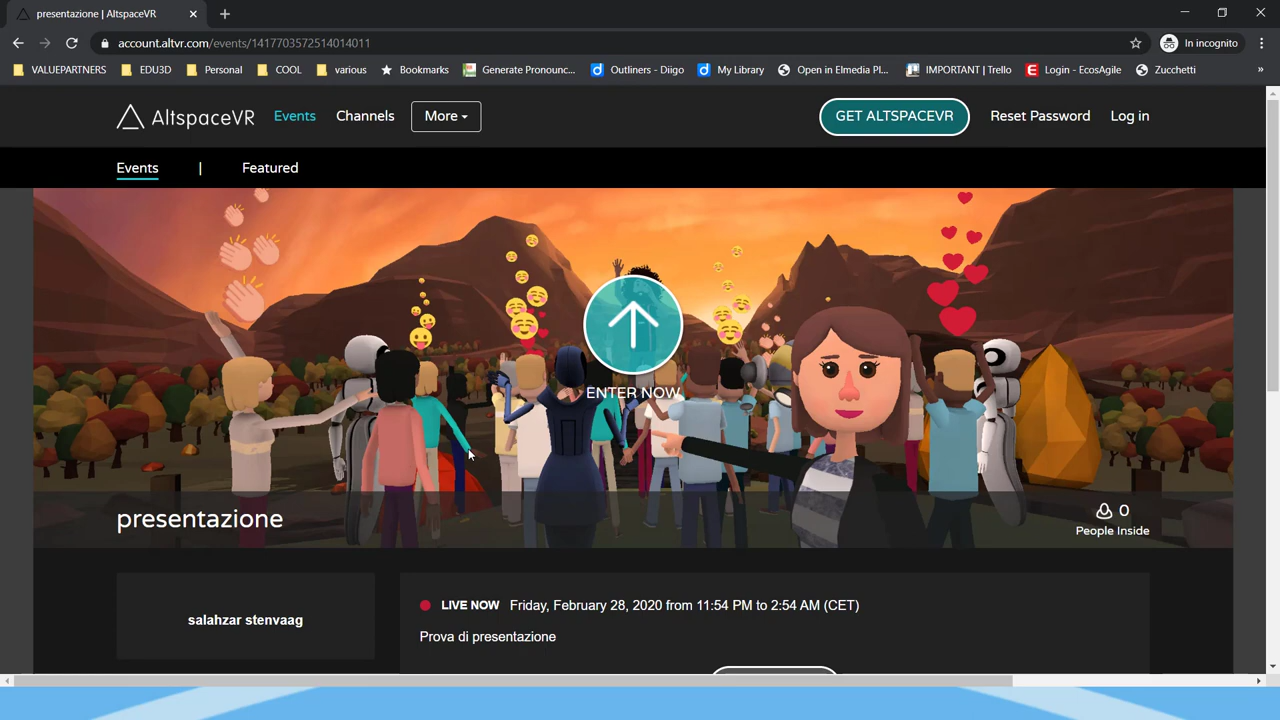 presentazione | AltspaceVR
account.altvr.com/events/1417703572514014011
In incognito
VALUEPARTNERS EDU3D Personal COOL various Bookmarks Generate Pronounc... Outliners - Diigo My Library Open in Elmedia Pl... IMPORTANT | Trello Login - EcosAgile Zucchetti »
AltspaceVR Events Channels More GET ALTSPACEVR Reset Password Log in
Events | Featured
ENTER NOW
presentazione
0
People Inside
LIVE NOW Friday, February 28, 2020 from 11:54 PM to 2:54 AM (CET)
salahzar stenvaag
Prova di presentazione